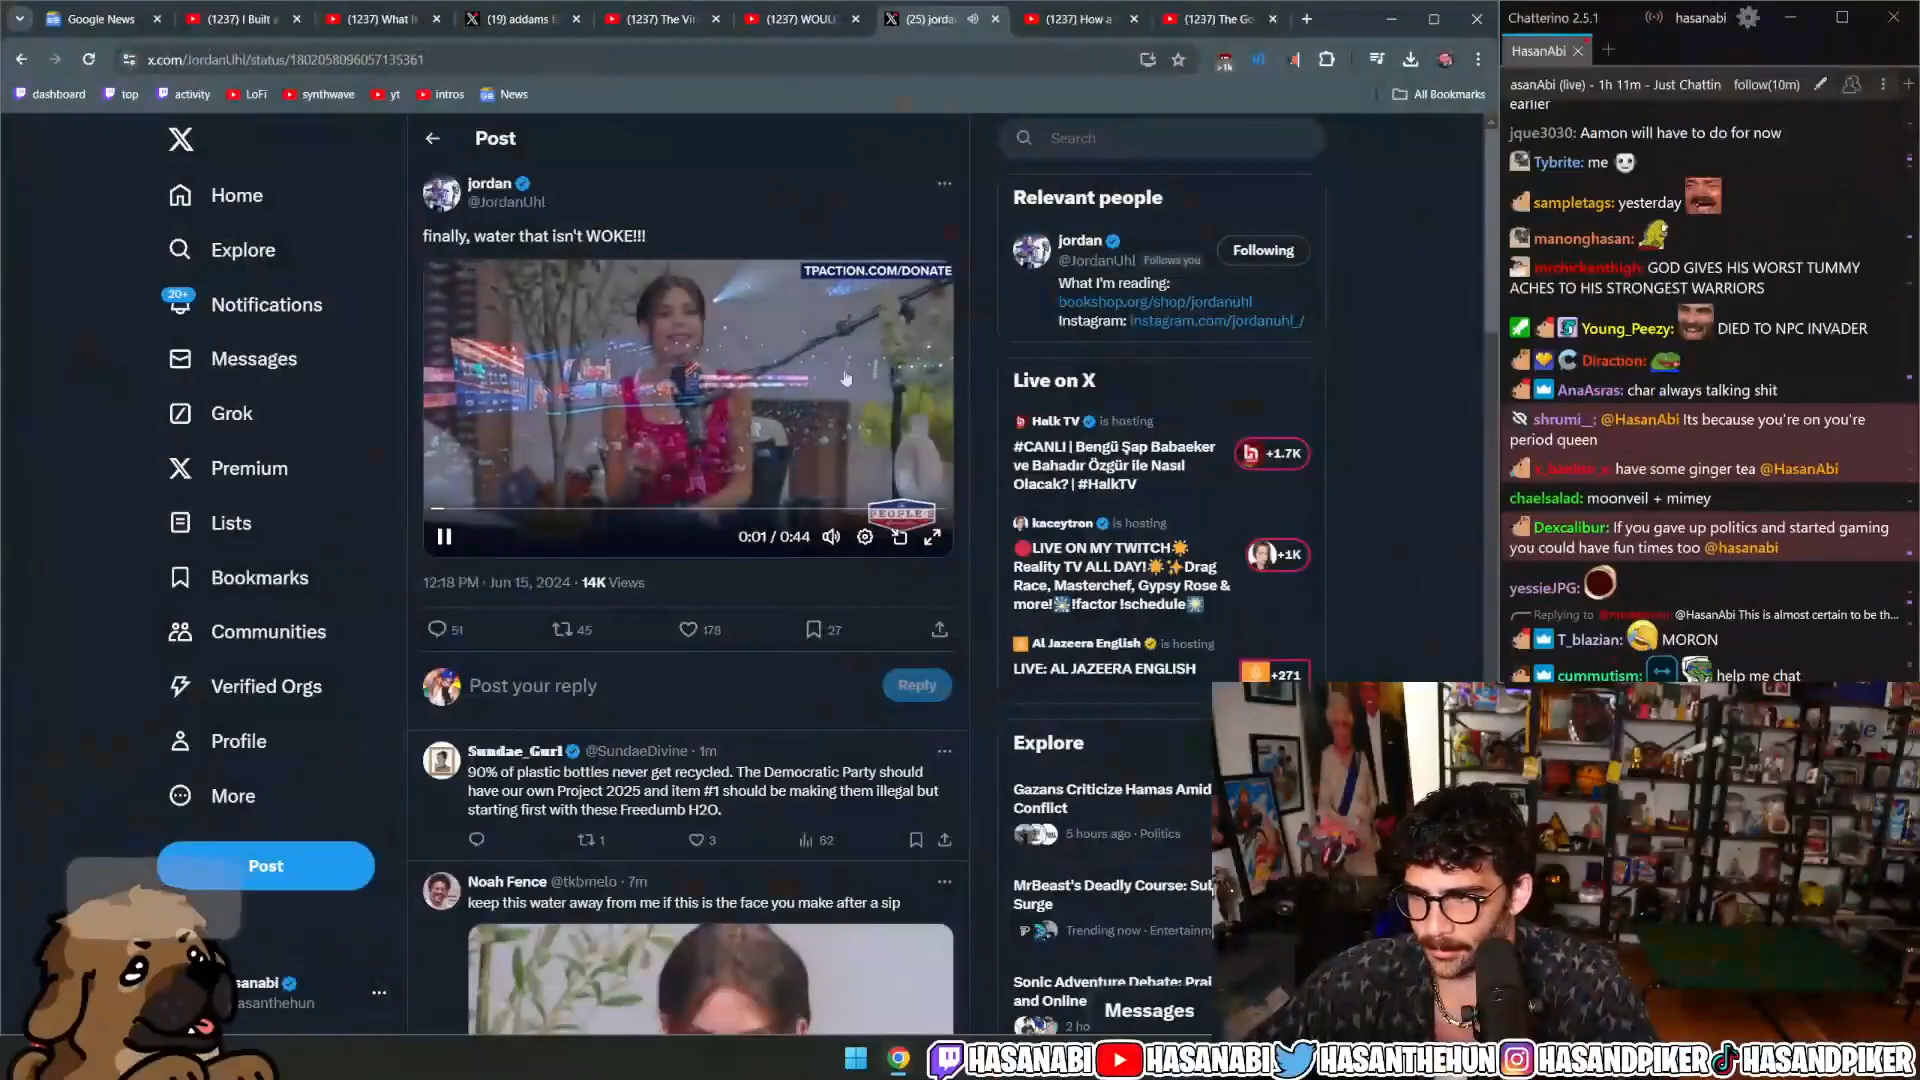 Google News
(1237) I Built a
(1237) What I
(19) addams f
(1237) The Vi
(1237) WOUL
(25) jorda
(1237) How a
(1237) The Go
x.com/JordanUhl/status/1802058096057135361
>1k
dashboard
top
activity
LoFi
synthwave
yt
intros
News
All Bookmarks
Home
Explore
20+
Notifications
Messages
Grok
Premium
Lists
Bookmarks
Communities
Verified Orgs
Profile
More
Post
sanabi
asanthehun
Post
jordan
@JordanUhl
finally, water that isn't WOKE!!!
TPACTION.COM/DONATE
PEOPLE'S
0:01 / 0:44
12:18 PM · Jun 15, 2024 · 14K Views
51
45
178
27
Post your reply
Reply
Sundae_Gurl @SundaeDivine · 1m
90% of plastic bottles never get recycled. The Democratic Party should
have our own Project 2025 and item #1 should be making them illegal but
starting first with these Freedumb H2O.
1
3
62
Noah Fence @tkbmelo · 7m
keep this water away from me if this is the face you make after a sip
Search
Relevant people
jordan
@JordanUhl Follows you
Following
What I'm reading:
bookshop.org/shop/jordanuhl
Instagram: instagram.com/jordanuhl_/
Live on X
Halk TV is hosting
#CANLI | Bengü Şap Babaeker
ve Bahadır Özgür ile Nasıl
Olacak? | #HalkTV
+1.7K
kaceytron is hosting
LIVE ON MY TWITCH
Reality TV ALL DAY! Drag
Race, Masterchef, Gypsy Rose &
more! !factor !schedule
+1K
Al Jazeera English is hosting
LIVE: AL JAZEERA ENGLISH
+271
Explore
Gazans Criticize Hamas Amid
Conflict
5 hours ago · Politics
MrBeast's Deadly Course: Su
Surge
Trending now · Entertainm
Sonic Adventure Debate: Prai
and Online
2 ho
Messages
Chatterino 2.5.1
hasanabi
HasanAbi
asanAbi (live) - 1h 11m - Just Chattin
follow(10m)
earlier
jque3030: Aamon will have to do for now
Tybrite: me
sampletags: yesterday
manonghasan:
mrchickenthigh: GOD GIVES HIS WORST TUMMY
ACHES TO HIS STRONGEST WARRIORS
Young_Peezy: DIED TO NPC INVADER
Diraction:
AnaAsras: char always talking shit
shrumi__: @HasanAbi Its because you're on you're
period queen
have some ginger tea @HasanAbi
chaelsalad: moonveil + mimey
Dexcalibur: If you gave up politics and started gaming
you could have fun times too @hasanabi
yessieJPG:
Replying to @HasanAbi This is almost certain to be th...
T_blazian: MORON
cummutism: help me chat
HASANABI
HASANABI
HASANTHEHUN
HASANDPIKER
HASANDPIKER